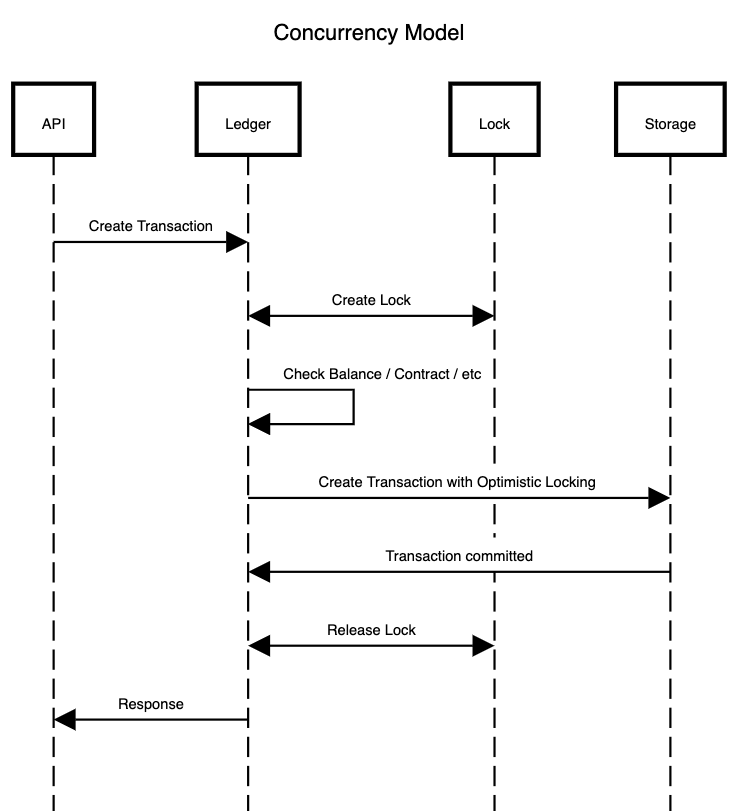 Concurrency Model
API
Ledger
Lock
Storage
Create Transaction
Create Lock
Check Balance / Contract / etc
Create Transaction with Optimistic Locking
Transaction committed
Release Lock
Response